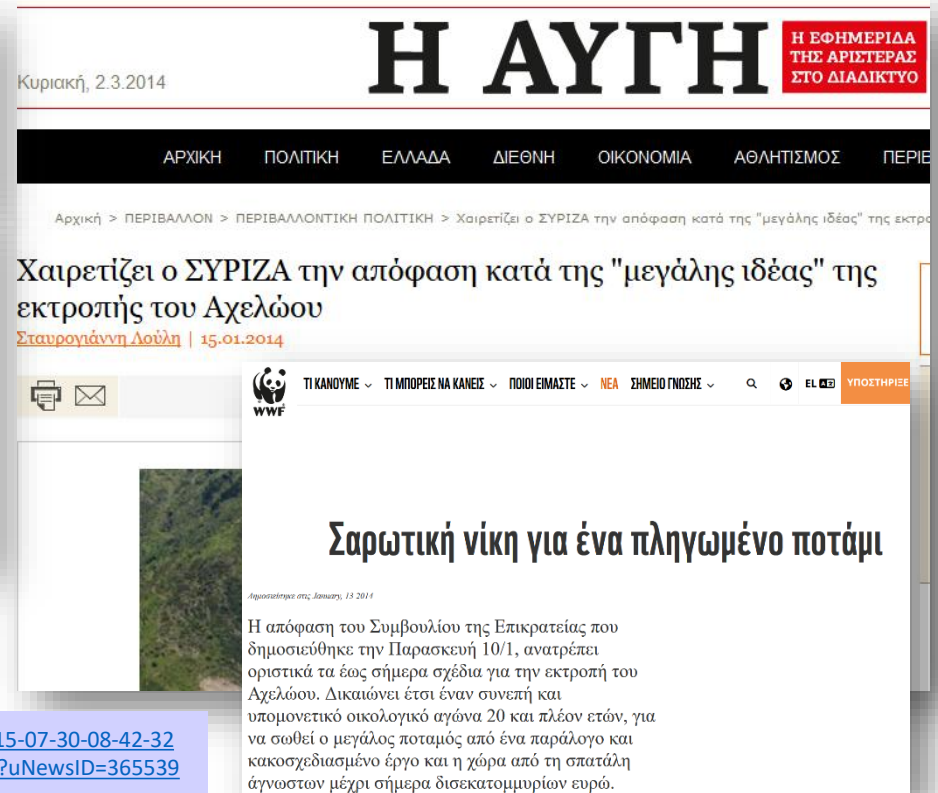 Κυριακή, 2.3.2014
Η ΑΥΓΗ
Η ΕΦΗΜΕΡΙΔΑ
ΤΗΣ ΑΡΙΣΤΕΡΑΣ
ΣΤΟ ΔΙΑΔΙΚΤΥΟ
ΑΡΧΙΚΗ ΠΟΛΙΤΙΚΗ ΕΛΛΑΔΑ ΔΙΕΘΝΗ ΟΙΚΟΝΟΜΙΑ ΑΘΛΗΤΙΣΜΟΣ ΠΕΡΙΕ
Αρχική > ΠΕΡΙΒΑΛΛΟΝ > ΠΕΡΙΒΑΛΛΟΝΤΙΚΗ ΠΟΛΙΤΙΚΗ > Χαιρετίζει ο ΣΥΡΙΖΑ την απόφαση κατά της "μεγάλης ιδέας" της εκτρο
Χαιρετίζει ο ΣΥΡΙΖΑ την απόφαση κατά της "μεγάλης ιδέας" της
εκτροπής του Αχελώου
Σταυρογιάννη Λούλη | 15.01.2014
WWF
ΤΙ ΚΑΝΟΥΜΕ ΤΙ ΜΠΟΡΕΙΣ ΝΑ ΚΑΝΕΙΣ ΠΟΙΟΙ ΕΙΜΑΣΤΕ ΝΕΑ ΣΗΜΕΙΟ ΓΝΩΣΗΣ EL ΥΠΟΣΤΗΡΙΞΕ
Σαρωτική νίκη για ένα πληγωμένο ποτάμι
Δημοσιεύτηκε στις January, 13 2014
Η απόφαση του Συμβουλίου της Επικρατείας που
δημοσιεύθηκε την Παρασκευή 10/1, ανατρέπει
οριστικά τα έως σήμερα σχέδια για την εκτροπή του
Αχελώου. Δικαιώνει έτσι έναν συνεπή και
υπομονετικό οικολογικό αγώνα 20 και πλέον ετών, για
να σωθεί ο μεγάλος ποταμός από ένα παράλογο και
κακοσχεδιασμένο έργο και η χώρα από τη σπατάλη
άγνωστων μέχρι σήμερα δισεκατομμυρίων ευρώ.
15-07-30-08-42-32
?uNewsID=365539